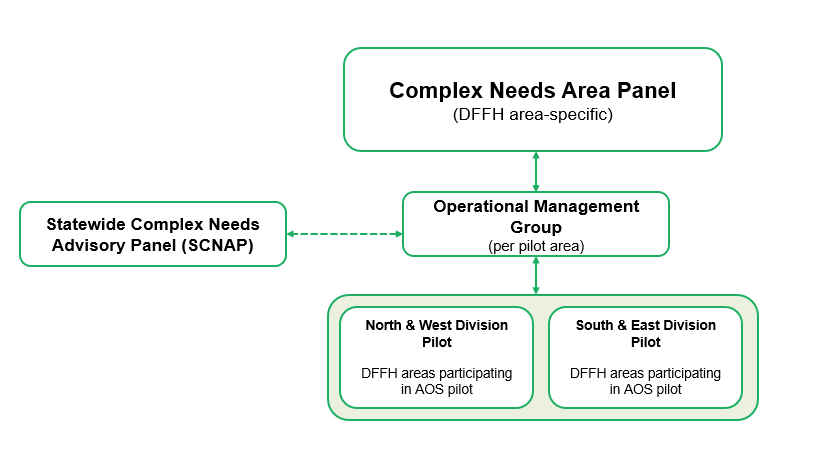 Complex Needs Area Panel
(DFFH area-specific)
Statewide Complex Needs
Advisory Panel (SCNAP)
Operational Management
Group
(per pilot area)
North & West Division
Pilot
DFFH areas participating
in AOS pilot
South & East Division
Pilot
DFFH areas participating
in AOS pilot